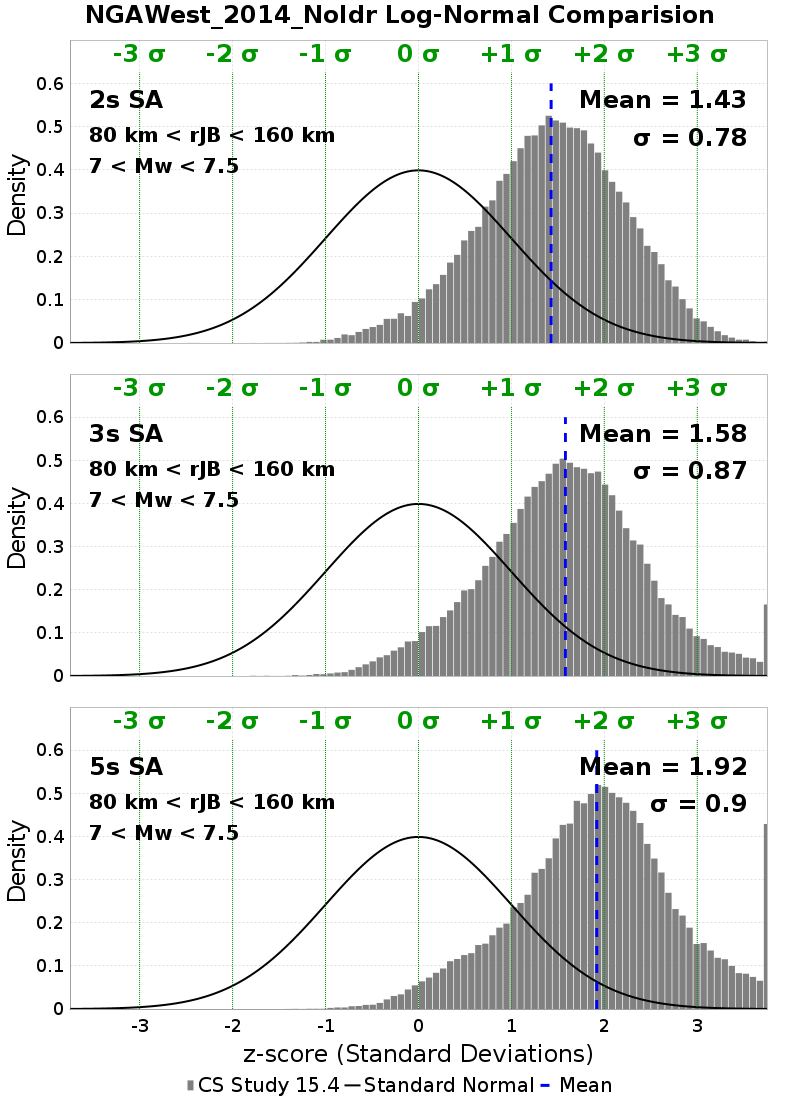 NGAWest_2014_NoIdr Log-Normal Comparision
-3 σ -2 σ -1 σ 0 σ +1 σ +2 σ +3 σ
0.6
2s SA
Mean = 1.43
0.5
80 km < rJB < 160 km
σ = 0.78
7 < Mw < 7.5
0.4
Density
0.3
0.2
0.1
0
-3 σ -2 σ -1 σ 0 σ +1 σ +2 σ +3 σ
0.6
3s SA
Mean = 1.58
0.5
80 km < rJB < 160 km
σ = 0.87
7 < Mw < 7.5
0.4
Density
0.3
0.2
0.1
0
-3 σ -2 σ -1 σ 0 σ +1 σ +2 σ +3 σ
0.6
5s SA
Mean = 1.92
0.5
80 km < rJB < 160 km
σ = 0.9
7 < Mw < 7.5
0.4
Density
0.3
0.2
0.1
0
-3 -2 -1 0 1 2 3
z-score (Standard Deviations)
CS Study 15.4 Standard Normal Mean